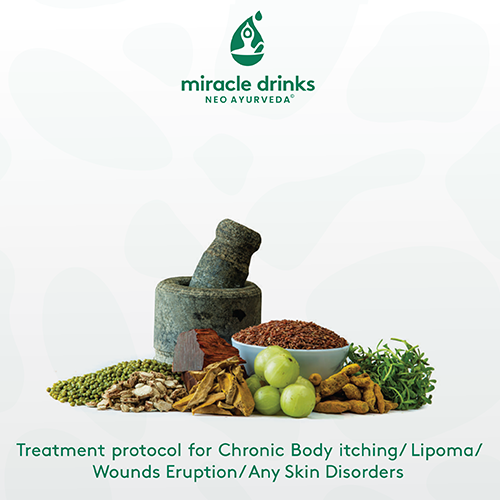 miracle drinks
NEO AYURVEDA©
Treatment protocol for Chronic Body itching/ Lipoma/
Wounds Eruption/Any Skin Disorders